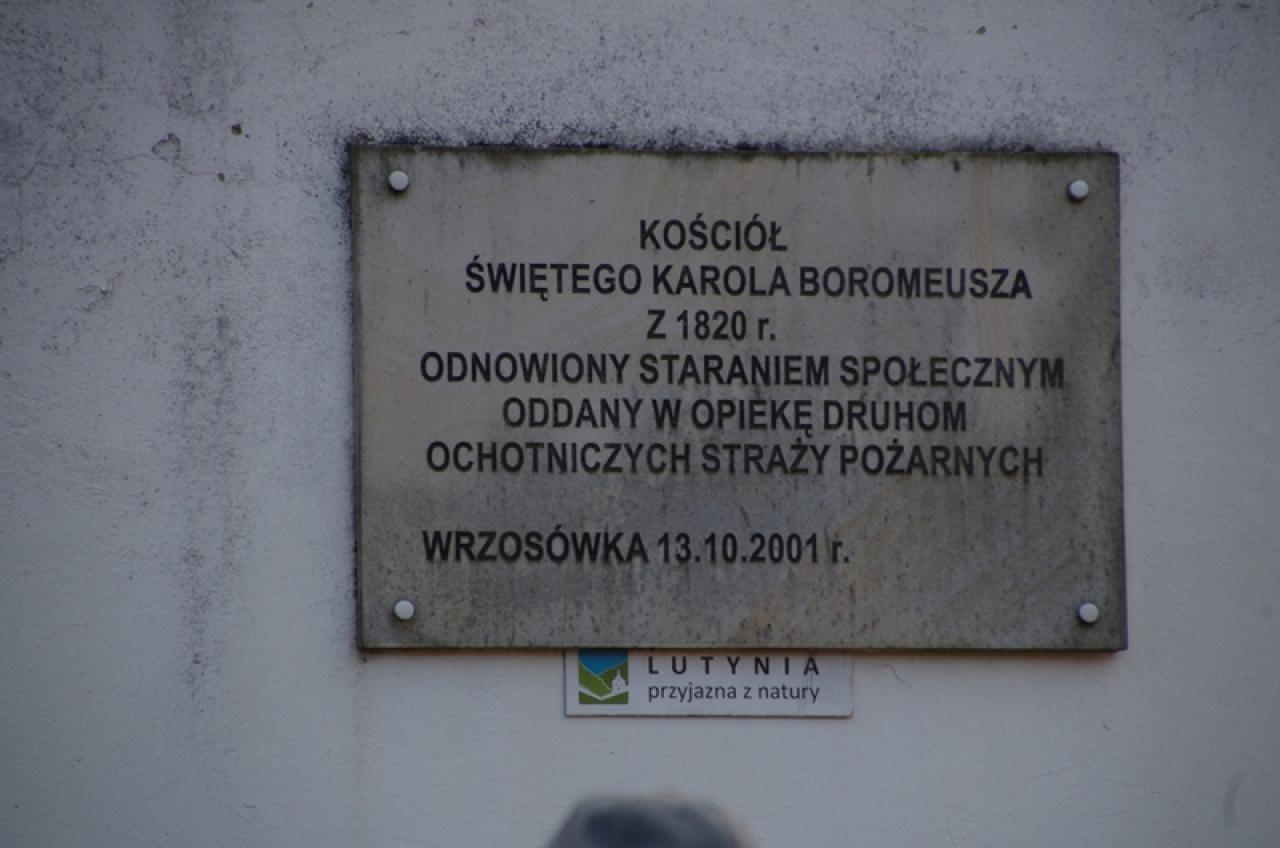 KOŚCIÓŁ
ŚWIĘTEGO KAROLA BOROMEUSZA
Z 1820 r.
ODNOWIONY STARANIEM SPOŁECZNYM
ODDANY W OPIEKĘ DRUHOM
OCHOTNICZYCH STRAŻY POŻARNYCH
WRZOSÓWKA 13.10.2001 r.
LUTYNIA
przyjazna z natury